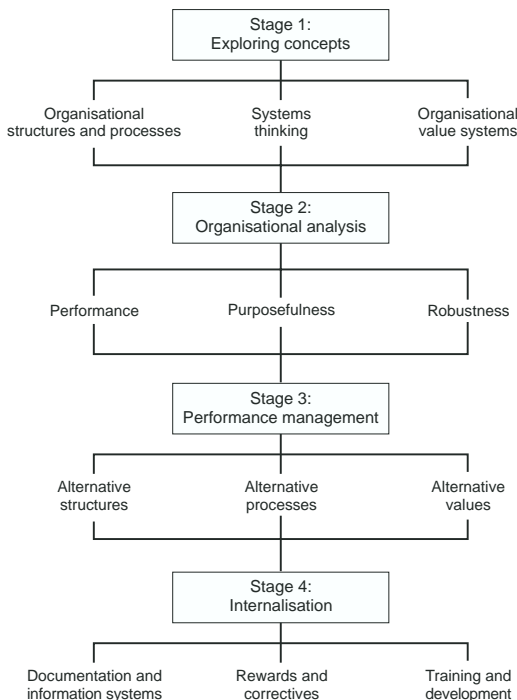 Stage 1:
Exploring concepts
Organisational
structures and processes
Systems
thinking
Organisational
value systems
Stage 2:
Organisational analysis
Performance
Purposefulness
Robustness
Stage 3:
Performance management
Alternative
structures
Alternative
processes
Alternative
values
Stage 4:
Internalisation
Documentation and
information systems
Rewards and
correctives
Training and
development